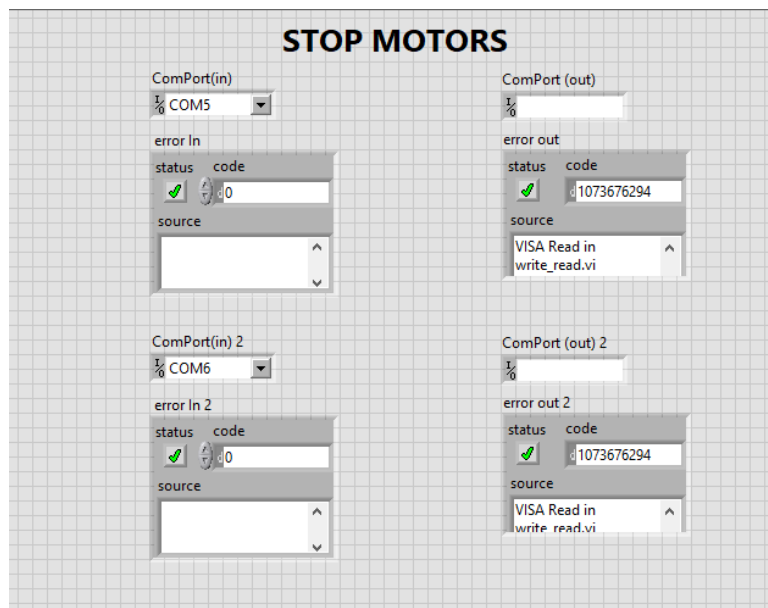 STOP MOTORS
ComPort(in)
COM5
error In
status code
0
source
ComPort (out)
error out
status code
d 1073676294
source
VISA Read in
write_read.vi
ComPort(in) 2
COM6
error In 2
status code
d 0
source
ComPort (out) 2
error out 2
status code
d 1073676294
source
VISA Read in
write_read.vi